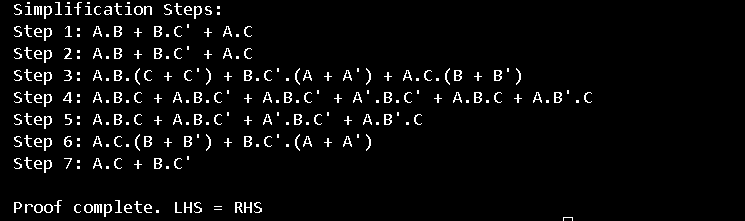 Simplification Steps:
Step 1: A.B + B.C' + A.C
Step 2: A.B + B.C' + A.C
Step 3: A.B.(C + C') + B.C'.(A + A') + A.C.(B + B')
Step 4: A.B.C + A.B.C' + A.B.C' + A'.B.C' + A.B.C + A.B'.C
Step 5: A.B.C + A.B.C' + A'.B.C' + A.B'.C
Step 6: A.C.(B + B') + B.C'.(A + A')
Step 7: A.C + B.C'
Proof complete. LHS = RHS